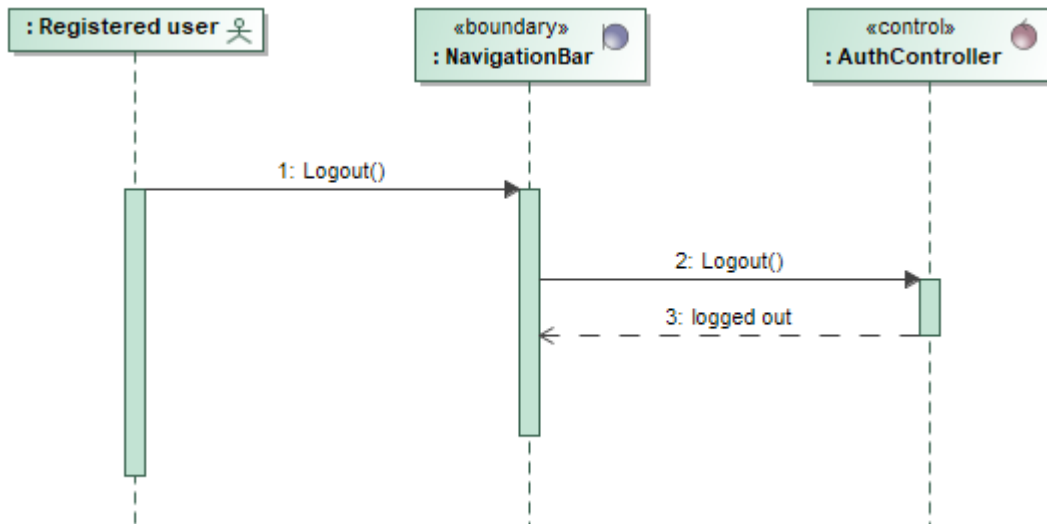 : Registered user
«boundary»
: NavigationBar
«control»
: AuthController
1: Logout()
2: Logout()
3: logged out